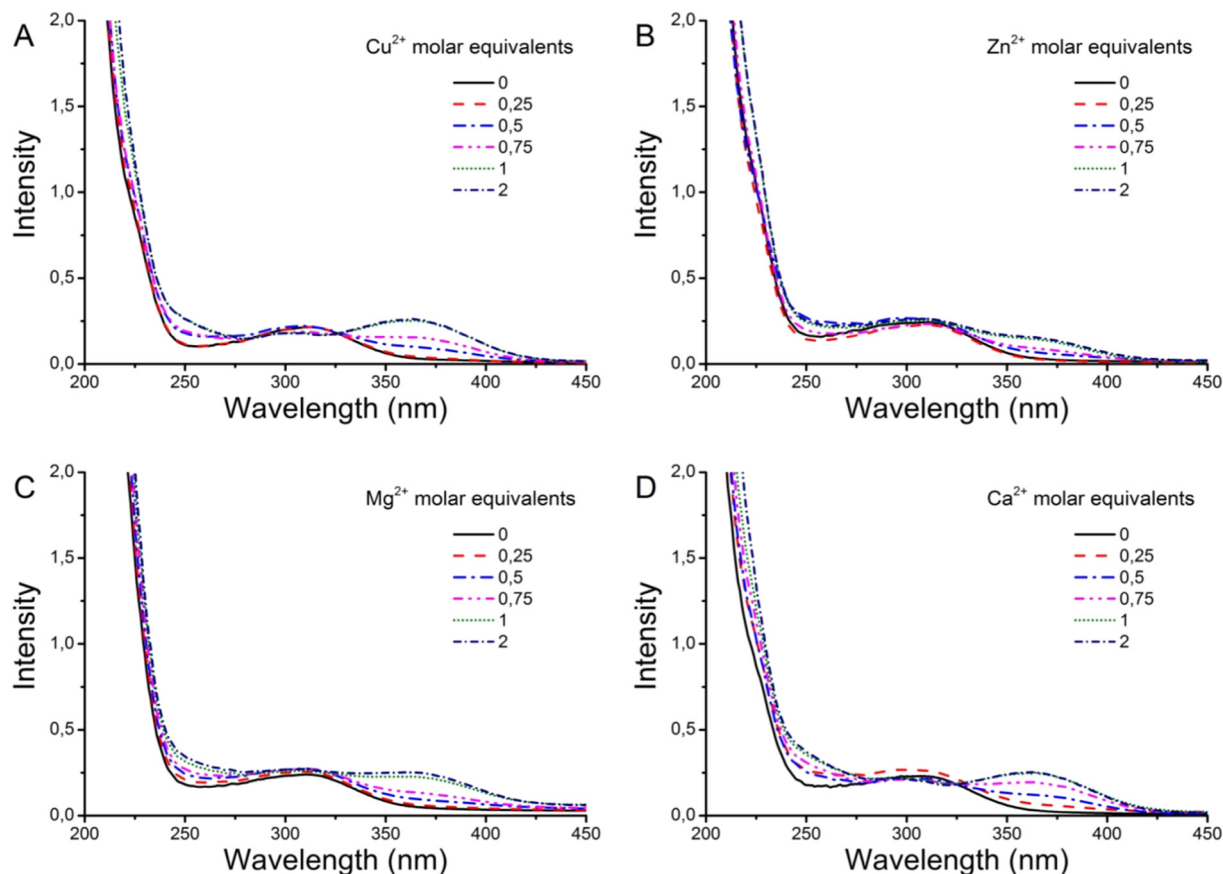 A
Cu²⁺ molar equivalents
0
0,25
0,5
0,75
1
2
2,0
1,5
1,0
0,5
0,0
Intensity
200 250 300 350 400 450
Wavelength (nm)
B
Zn²⁺ molar equivalents
0
0,25
0,5
0,75
1
2
2,0
1,5
1,0
0,5
0,0
Intensity
200 250 300 350 400 450
Wavelength (nm)
C
Mg²⁺ molar equivalents
0
0,25
0,5
0,75
1
2
2,0
1,5
1,0
0,5
0,0
Intensity
200 250 300 350 400 450
Wavelength (nm)
D
Ca²⁺ molar equivalents
0
0,25
0,5
0,75
1
2
2,0
1,5
1,0
0,5
0,0
Intensity
200 250 300 350 400 450
Wavelength (nm)